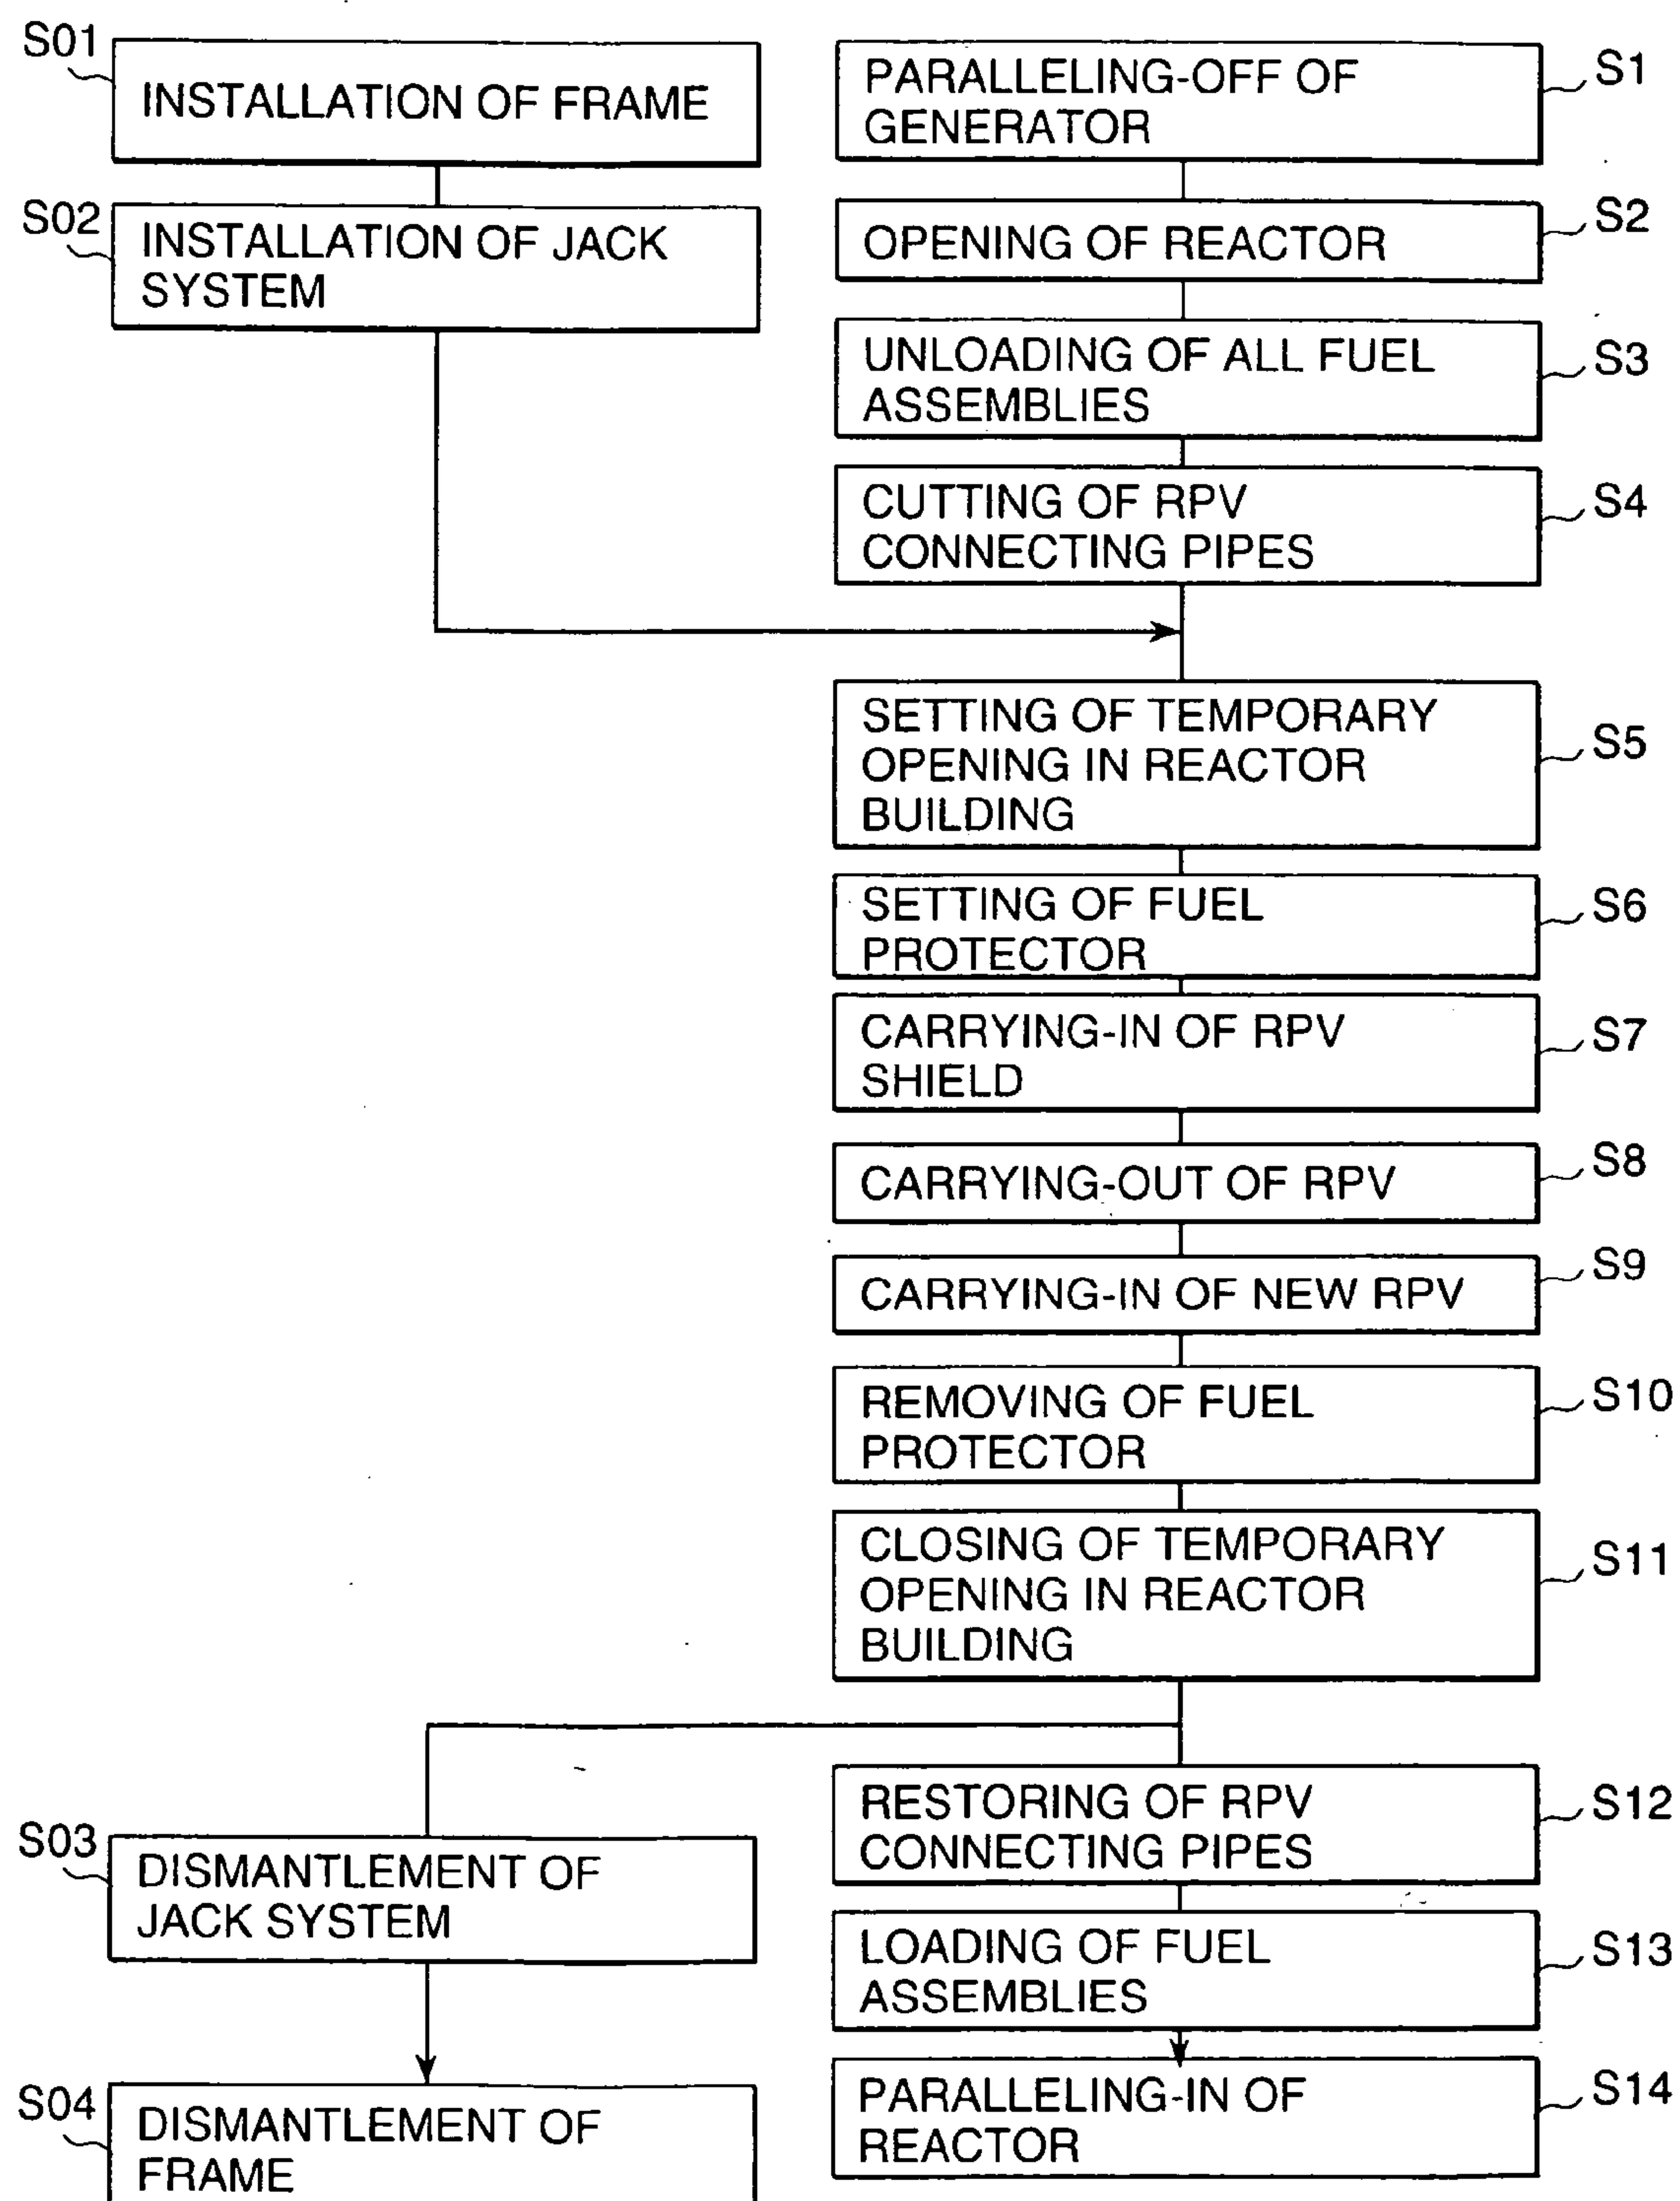 S01
INSTALLATION OF FRAME
S02
INSTALLATION OF JACK
SYSTEM
PARALLELING-OFF OF
GENERATOR
S1
OPENING OF REACTOR
S2
UNLOADING OF ALL FUEL
ASSEMBLIES
S3
CUTTING OF RPV
CONNECTING PIPES
S4
SETTING OF TEMPORARY
OPENING IN REACTOR
BUILDING
S5
SETTING OF FUEL
PROTECTOR
S6
CARRYING-IN OF RPV
SHIELD
S7
CARRYING-OUT OF RPV
S8
CARRYING-IN OF NEW RPV
S9
REMOVING OF FUEL
PROTECTOR
S10
CLOSING OF TEMPORARY
OPENING IN REACTOR
BUILDING
S11
RESTORING OF RPV
CONNECTING PIPES
S12
LOADING OF FUEL
ASSEMBLIES
S13
PARALLELING-IN OF
REACTOR
S14
S03
DISMANTLEMENT OF
JACK SYSTEM
S04
DISMANTLEMENT OF
FRAME